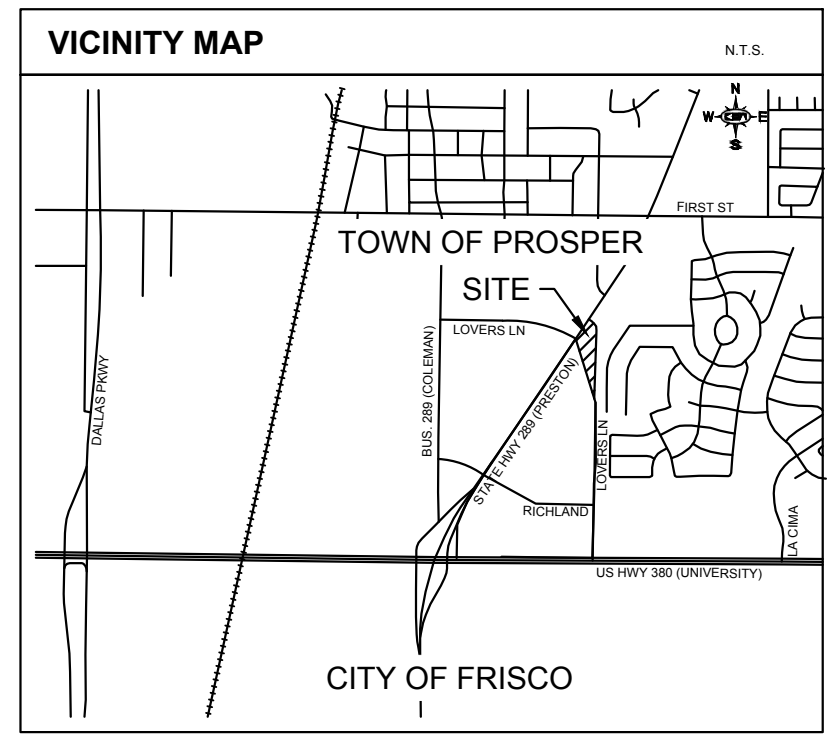 VICINITY MAP
N.T.S.
N
W
E
S
FIRST ST
TOWN OF PROSPER
SITE
LOVERS LN
BUS. 289 (COLEMAN)
DALLAS PKWY
STATE HWY 289 (PRESTON)
LOVERS LN
RICHLAND
LA CIMA
US HWY 380 (UNIVERSITY)
CITY OF FRISCO